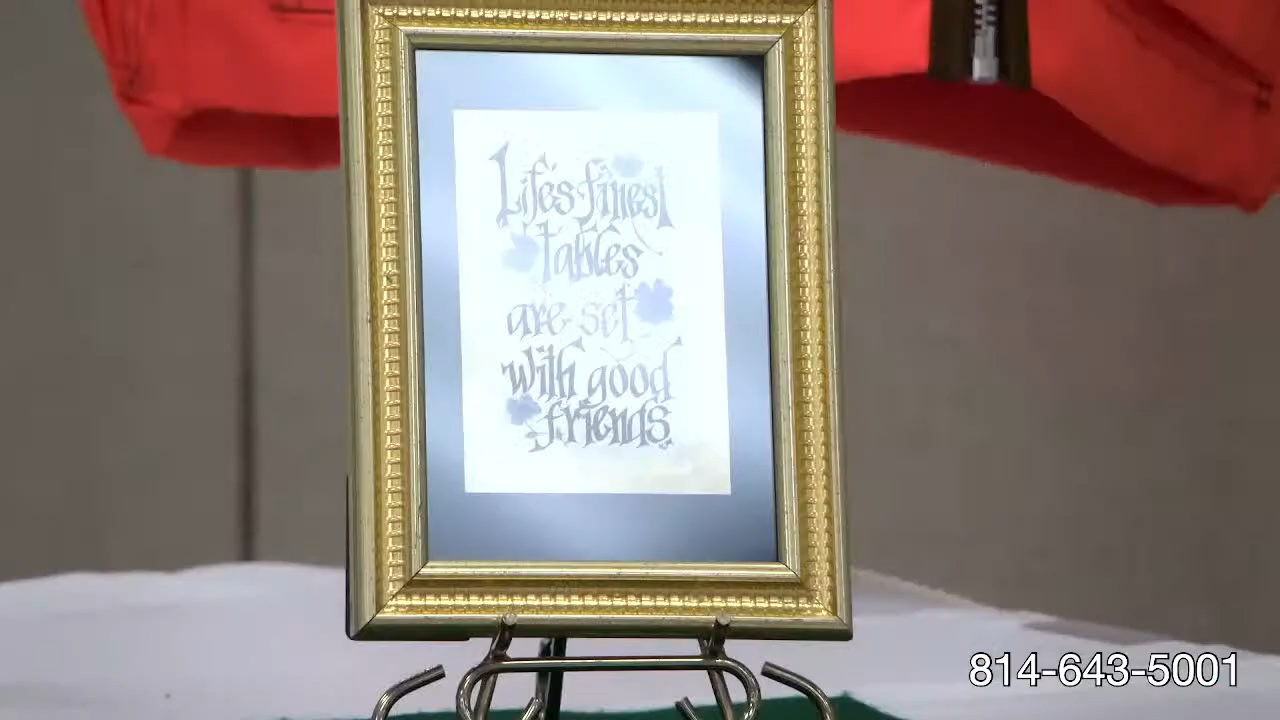 Life's finest
tables
are set
with good
friends
814-643-5001